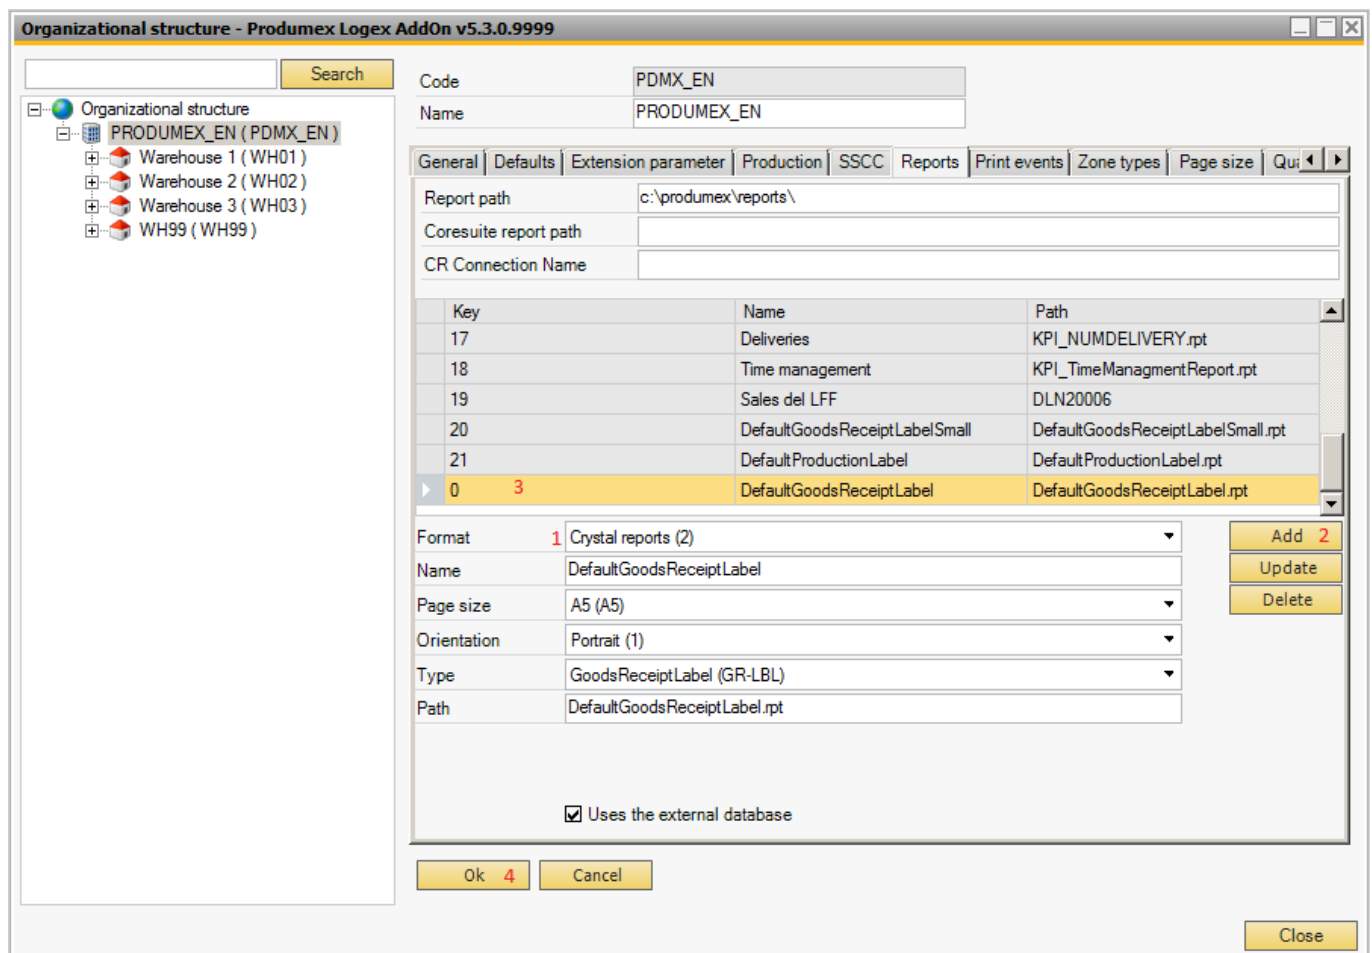 Organizational structure - Produmex Logex AddOn v5.3.0.9999
Search
Organizational structure
PRODUMEX_EN ( PDMX_EN )
Warehouse 1 ( WH01 )
Warehouse 2 ( WH02 )
Warehouse 3 ( WH03 )
WH99 ( WH99 )
Code PDMX_EN
Name PRODUMEX_EN
General Defaults Extension parameter Production SSCC Reports Print events Zone types Page size Qua
Report path c:\produmex\reports\
Coresuite report path
CR Connection Name
Key Name Path
17 Deliveries KPI_NUMDELIVERY.rpt
18 Time management KPI_TimeManagmentReport.rpt
19 Sales del LFF DLN20006
20 DefaultGoodsReceiptLabelSmall DefaultGoodsReceiptLabelSmall.rpt
21 DefaultProductionLabel DefaultProductionLabel.rpt
0 3 DefaultGoodsReceiptLabel DefaultGoodsReceiptLabel.rpt
Format 1 Crystal reports (2) Add 2
Name DefaultGoodsReceiptLabel Update
Page size A5 (A5) Delete
Orientation Portrait (1)
Type GoodsReceiptLabel (GR-LBL)
Path DefaultGoodsReceiptLabel.rpt
Uses the external database
Ok 4 Cancel
Close